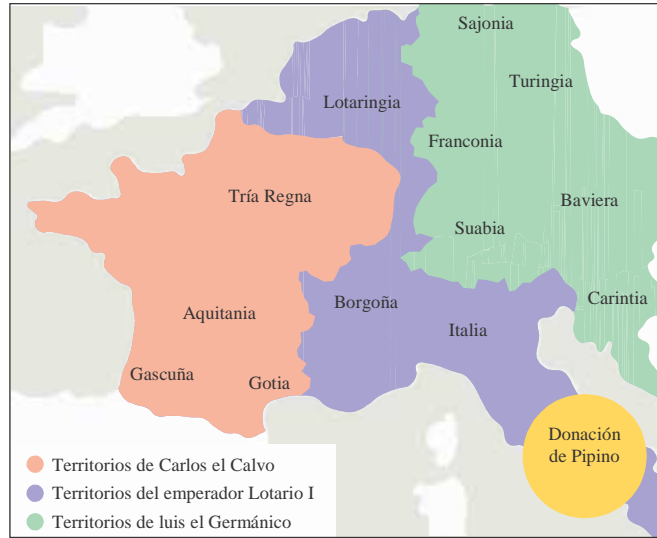 Sajonia
Turingia
Lotaringia
Franconia
Tría Regna
Baviera
Suabia
Borgoña
Carintia
Aquitania
Italia
Gascuña
Gotia
Donación
de Pipino
Territorios de Carlos el Calvo
Territorios del emperador Lotario I
Territorios de luis el Germánico